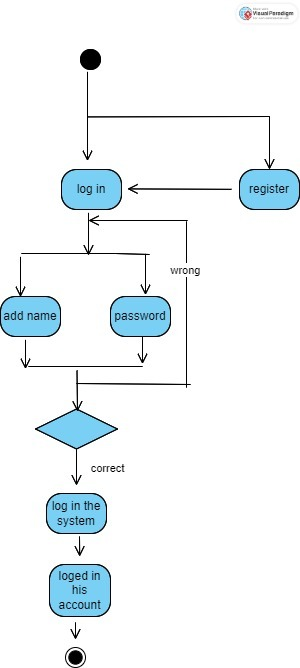 Visual Paradigm
log in
register
wrong
add name
password
correct
log in the
system
loged in
his
account